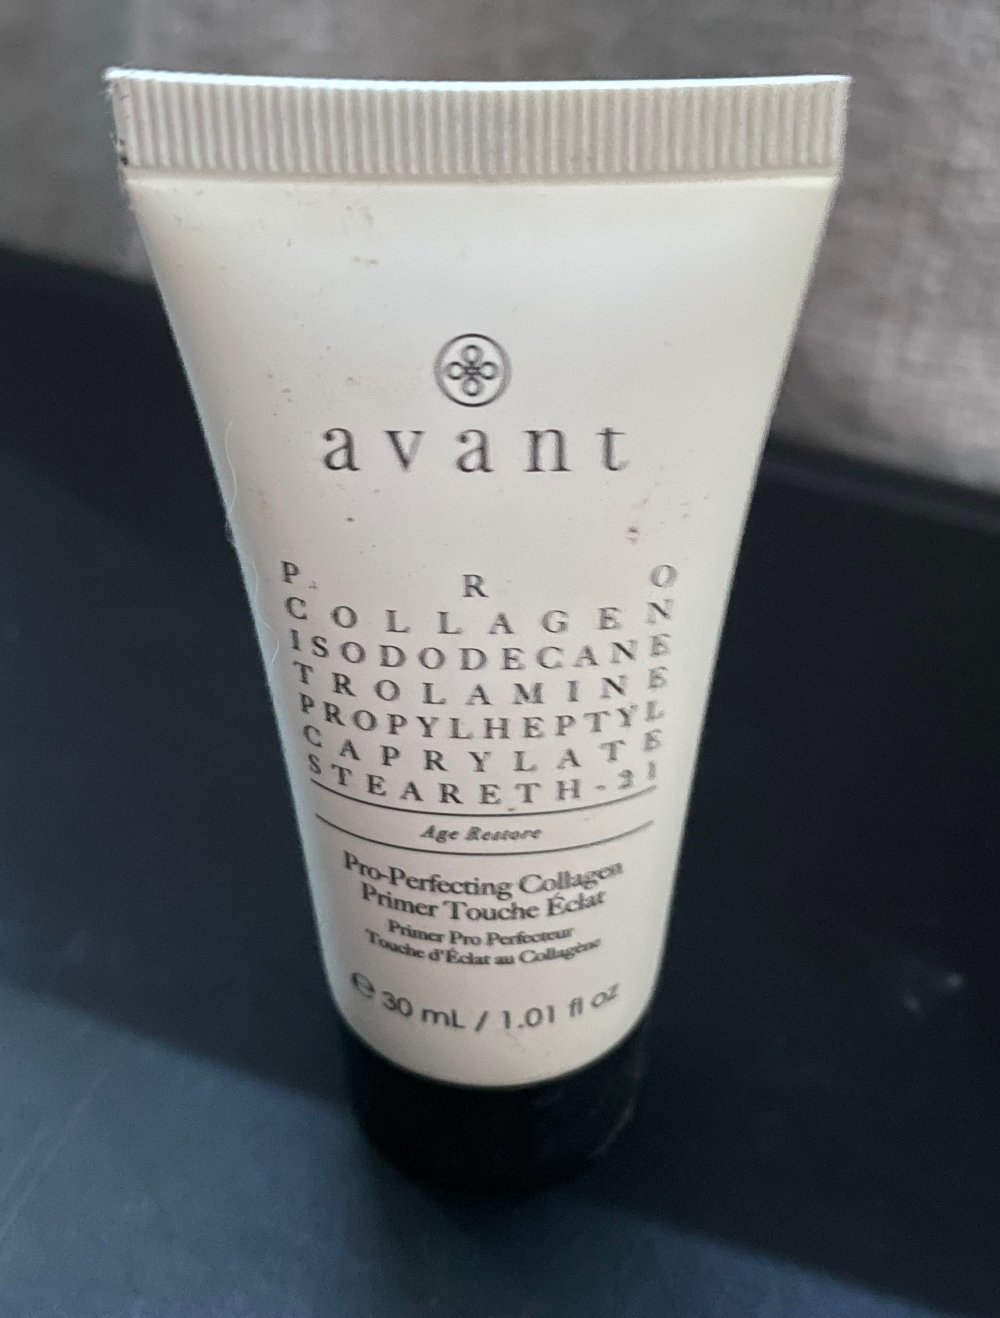 avant
P R O
COLLAGEN
ISODODECANE
TROLAMINE
PROPYLHEPTYL
CAPRYLATE
STEARETH-21
Age Restore
Pro-Perfecting Collagen
Primer Touche Éclat
Primer Pro Perfecteur
Touche d'Éclat au Collagène
℮ 30 mL / 1.01 fl oz